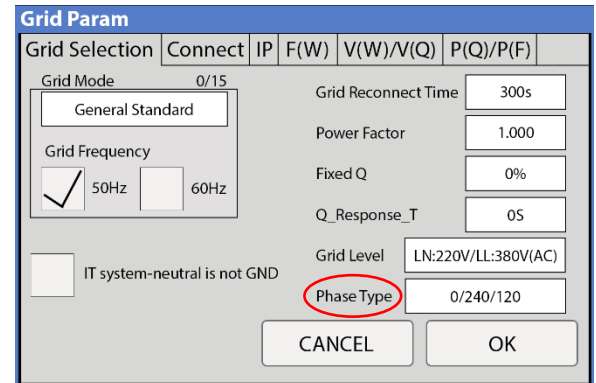 Grid Param
Grid Selection Connect IP F(W) V(W)/V(Q) P(Q)/P(F)
Grid Mode 0/15
General Standard
Grid Frequency
50Hz 60Hz
IT system-neutral is not GND
Grid Reconnect Time 300s
Power Factor 1.000
Fixed Q 0%
Q_Response_T 0S
Grid Level LN:220V/LL:380V(AC)
Phase Type 0/240/120
CANCEL OK